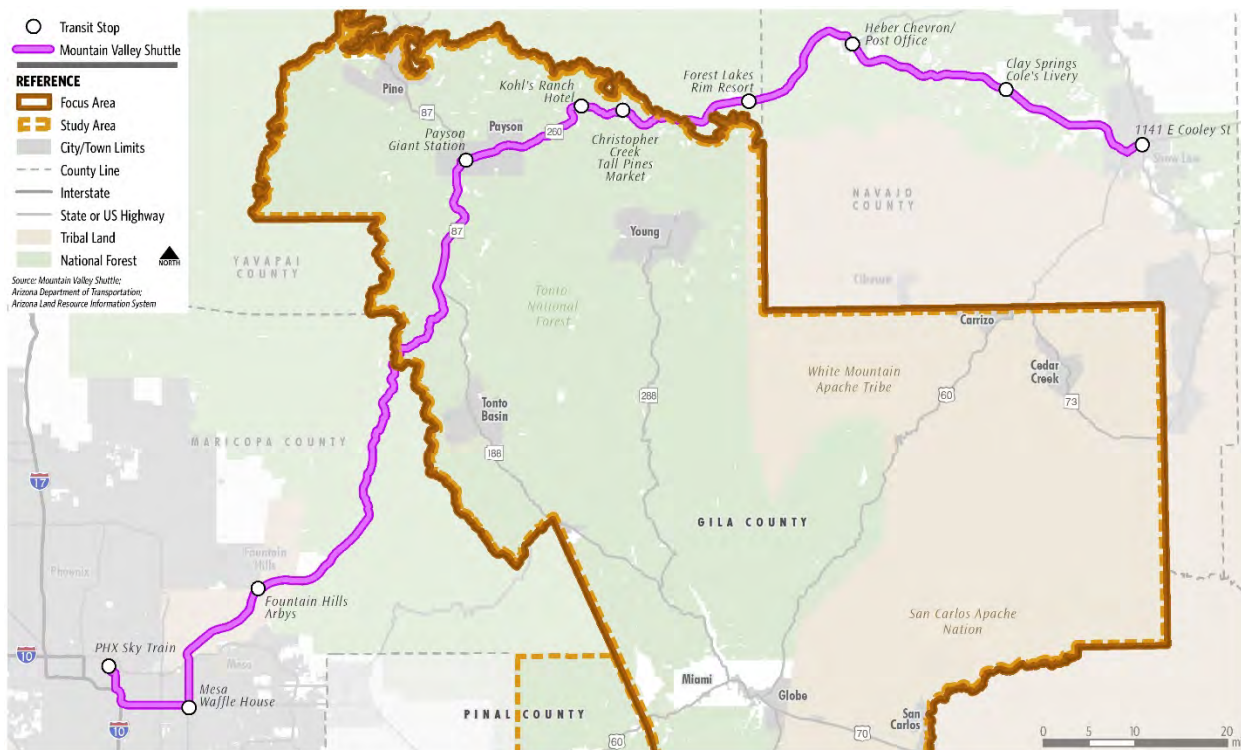 Transit Stop
Mountain Valley Shuttle
REFERENCE
Focus Area
Study Area
City/Town Limits
County Line
Interstate
State or US Highway
Tribal Land
National Forest
NORTH
Source: Mountain Valley Shuttle;
Arizona Department of Transportation;
Arizona Land Resource Information System
Pine
87
Payson
Giant Station
Payson
260
Kohl's Ranch
Hotel
Christopher
Creek
Tall Pines
Market
Forest Lakes
Rim Resort
Heber Chevron/
Post Office
Clay Springs
Cole's Livery
1141 E Cooley St
Show Low
NAVAJO
COUNTY
Cibecue
Young
87
YAVAPAI
COUNTY
Tonto
National
Forest
Carrizo
Cedar
Creek
White Mountain
Apache Tribe
60
73
288
Tonto
Basin
188
MARICOPA COUNTY
17
GILA COUNTY
Fountain
Hills
Phoenix
Fountain Hills
Arbys
San Carlos Apache
Nation
PHX Sky Train
10
Mesa
Mesa
Waffle House
10
Miami
Globe
PINAL COUNTY
60
San
Carlos
70
0 5 10 20
m